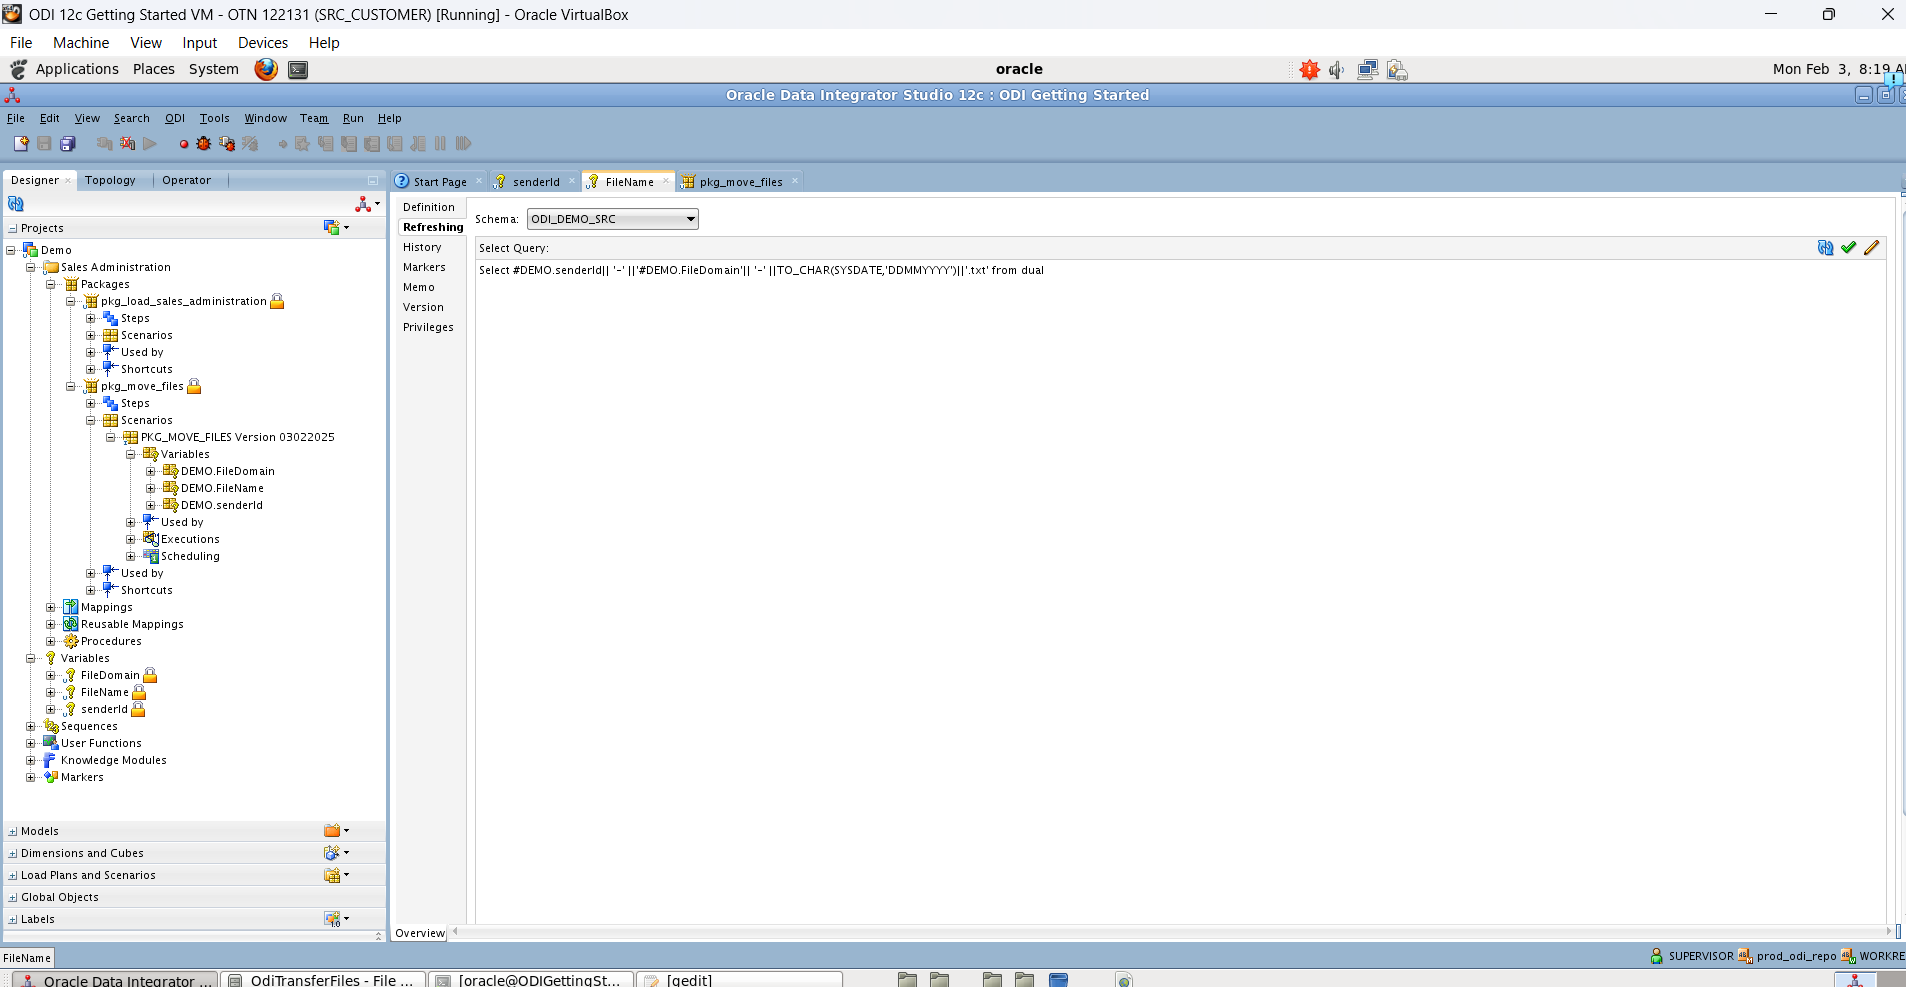 ODI 12c Getting Started VM - OTN 122131 (SRC_CUSTOMER) [Running] - Oracle VirtualBox
File Machine View Input Devices Help
Applications Places System oracle Mon Feb 3, 8:19
Oracle Data Integrator Studio 12c : ODI Getting Started
File Edit View Search ODI Tools Window Team Run Help
Designer Topology Operator
Start Page senderId FileName pkg_move_files
Projects
Demo
Sales Administration
Packages
pkg_load_sales_administration
Steps
Scenarios
Used by
Shortcuts
pkg_move_files
Steps
Scenarios
PKG_MOVE_FILES Version 03022025
Variables
DEMO.FileDomain
DEMO.FileName
DEMO.senderId
Used by
Executions
Scheduling
Used by
Shortcuts
Mappings
Reusable Mappings
Procedures
Variables
FileDomain
FileName
senderId
Sequences
User Functions
Knowledge Modules
Markers
Models
Dimensions and Cubes
Load Plans and Scenarios
Global Objects
Labels
Definition
Refreshing
History
Markers
Memo
Version
Privileges
Schema: ODI_DEMO_SRC
Select Query:
Select #DEMO.senderId|| '-' ||'#DEMO.FileDomain'|| '-' ||TO_CHAR(SYSDATE,'DDMMYYYY')||'.txt' from dual
Overview
FileName SUPERVISOR prod_odi_repo WORKRE
Oracle Data Integrator ... OdiTransferFiles - File ... [oracle@ODIGettingSt... [gedit]